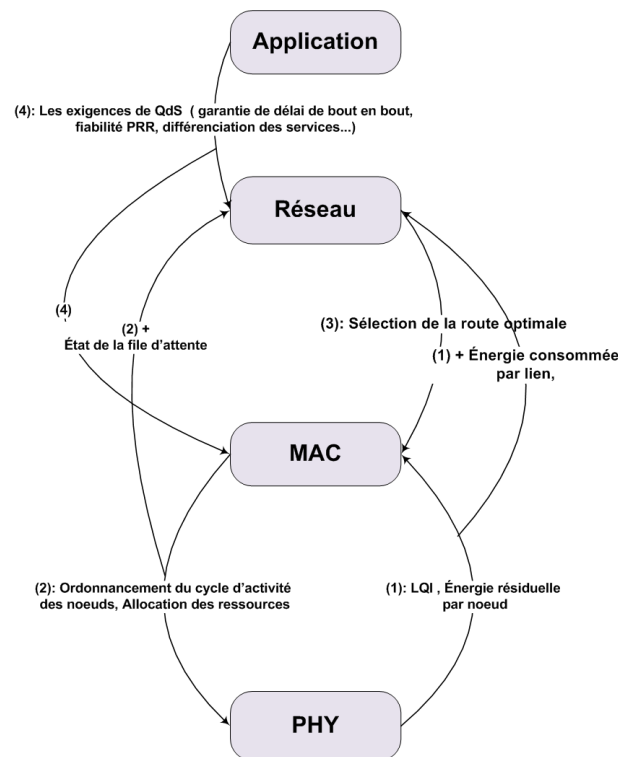 Application
(4): Les exigences de QdS ( garantie de délai de bout en bout,
fiabilité PRR, différenciation des services...)
Réseau
(4)
(2) +
État de la file d'attente
(3): Sélection de la route optimale
(1) + Énergie consommée
par lien,
MAC
(2): Ordonnancement du cycle d'activité
des noeuds, Allocation des ressources
(1): LQI , Énergie résiduelle
par noeud
PHY